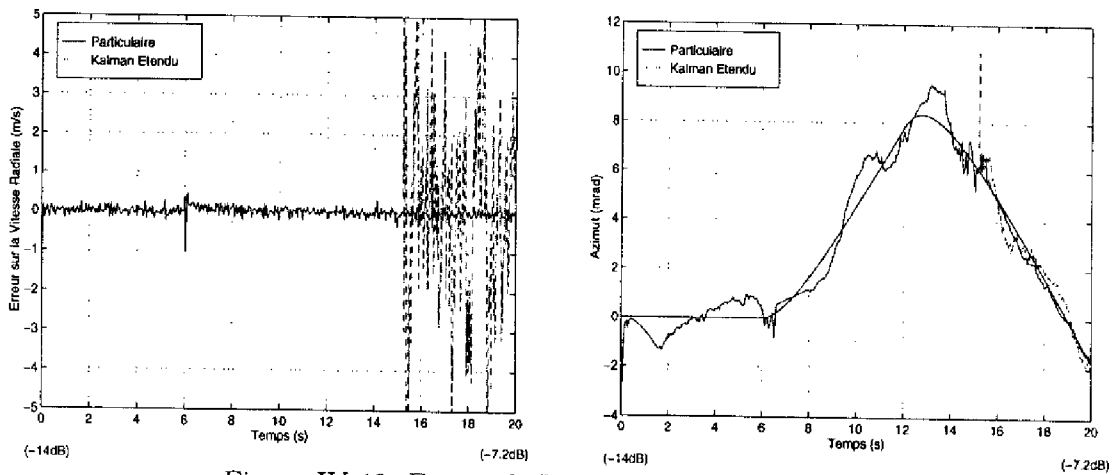 Particulaire
Kalman Etendu
Erreur sur la Vitesse Radiale (m/s)
5
4
3
2
1
0
-1
-2
-3
-4
-5
0 2 4 6 8 10 12 14 16 18 20
Temps (s)
(-14dB)
(-7.2dB)
Particulaire
Kalman Etendu
Azimut (mrad)
12
10
8
6
4
2
0
-2
-4
0 2 4 6 8 10 12 14 16 18 20
Temps (s)
(-14dB)
(-7.2dB)